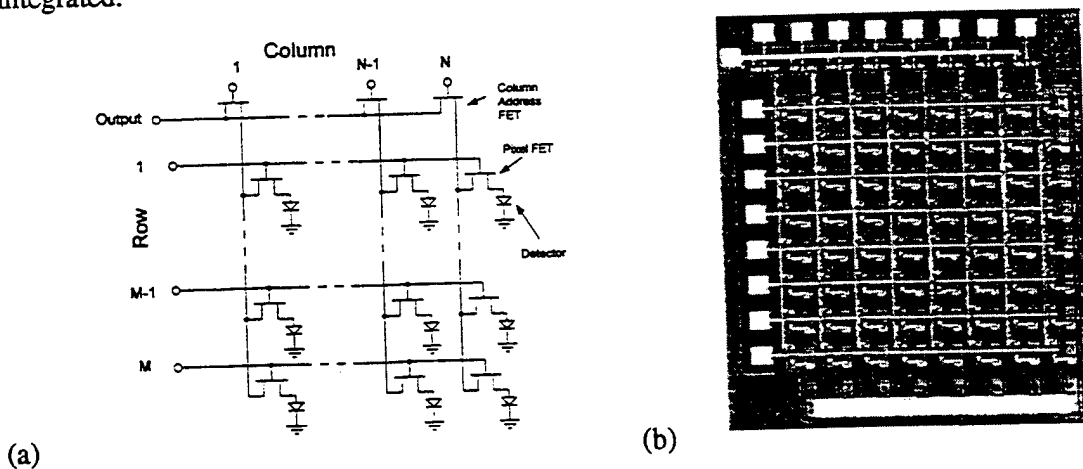 integrated.
Column
1 N-1 N
Column
Address
FET
Output
Pixel FET
1
Row
Detector
M-1
M
(a)
(b)